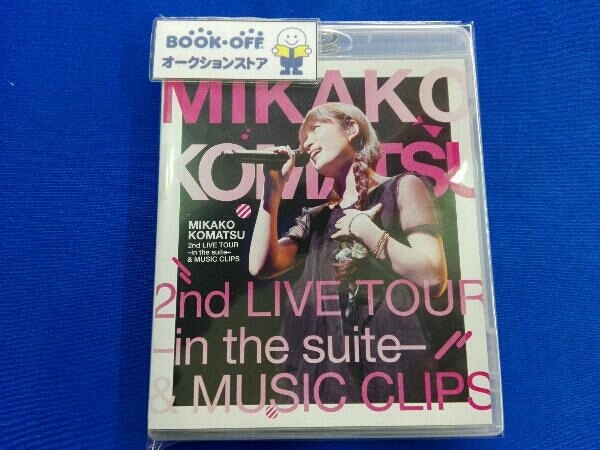 BOOK·OFF
オークションストア
MIKAKO
KOMATSU
MIKAKO
KOMATSU
2nd LIVE TOUR
–in the suite–
& MUSIC CLIPS
2nd LIVE TOUR
–in the suite–
& MUSIC CLIPS